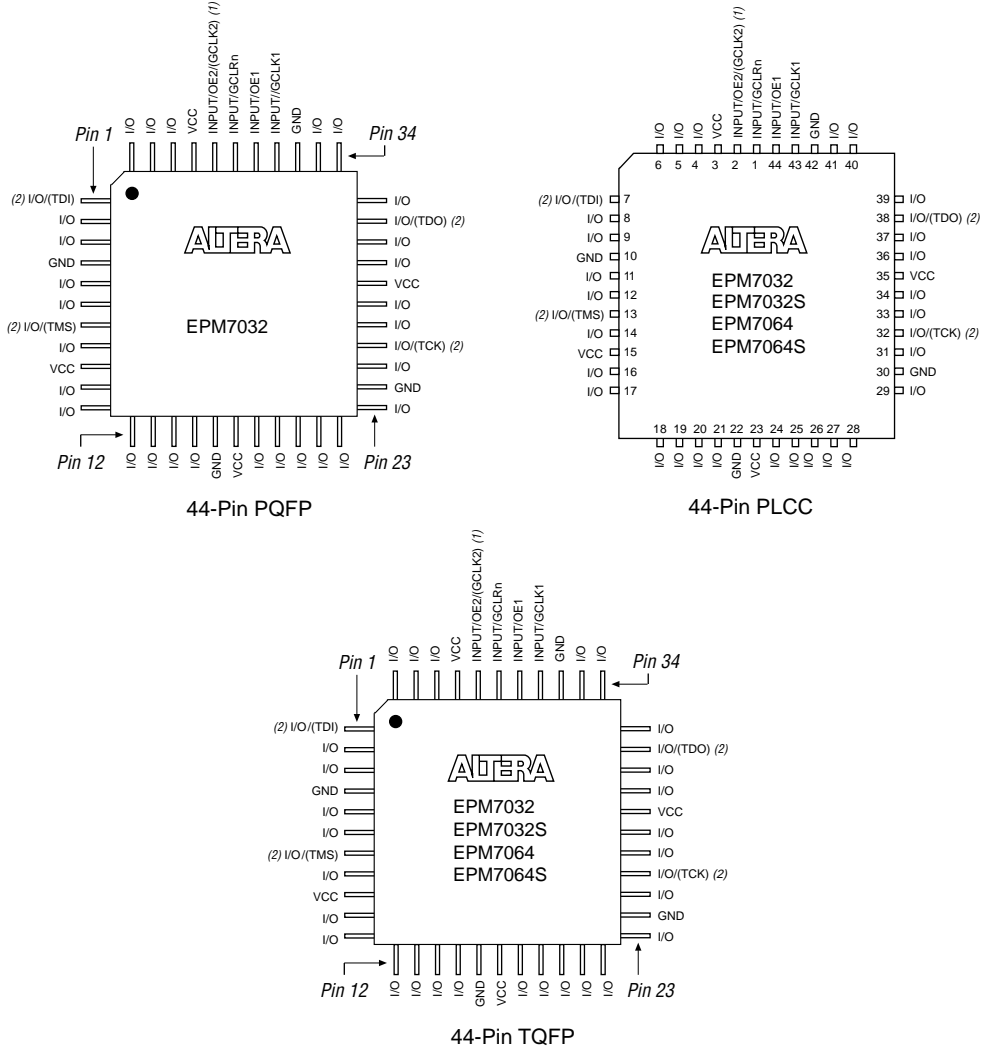 I/O
I/O
I/O
VCC
INPUT/OE2/(GCLK2) (1)
INPUT/GCLRn
INPUT/OE1
INPUT//GCLK1
GND
I/O
I/O
Pin 1
Pin 34
(2) I/O/(TDI)
I/O
I/O
GND
I/O
I/O
(2) I/O/(TMS)
I/O
VCC
I/O
I/O
ALTERA
EPM7032
I/O
I/O/(TDO) (2)
I/O
I/O
VCC
I/O
I/O
I/O/(TCK) (2)
I/O
GND
I/O
Pin 12
I/O
I/O
I/O
I/O
GND
VCC
I/O
I/O
I/O
I/O
I/O
Pin 23
44-Pin PQFP
I/O
I/O
I/O
VCC
INPUT/OE2/(GCLK2) (1)
INPUT/GCLRn
INPUT/OE1
INPUT/GCLK1
GND
I/O
I/O
6 5 4 3 2 1 44 43 42 41 40
(2) I/O/(TDI) 7
I/O 8
I/O 9
GND 10
I/O 11
I/O 12
(2) I/O/(TMS) 13
I/O 14
VCC 15
I/O 16
I/O 17
ALTERA
EPM7032
EPM7032S
EPM7064
EPM7064S
39 I/O
38 I/O/(TDO) (2)
37 I/O
36 I/O
35 VCC
34 I/O
33 I/O
32 I/O/(TCK) (2)
31 I/O
30 GND
29 I/O
18 19 20 21 22 23 24 25 26 27 28
I/O
I/O
I/O
I/O
GND
VCC
I/O
I/O
I/O
I/O
I/O
44-Pin PLCC
I/O
I/O
I/O
VCC
INPUT/OE2/(GCLK2) (1)
INPUT/GCLRn
INPUT/OE1
INPUT/GCLK1
GND
I/O
I/O
Pin 1
Pin 34
(2) I/O/(TDI)
I/O
I/O
GND
I/O
I/O
(2) I/O/(TMS)
I/O
VCC
I/O
I/O
ALTERA
EPM7032
EPM7032S
EPM7064
EPM7064S
I/O
I/O/(TDO) (2)
I/O
I/O
VCC
I/O
I/O
I/O/(TCK) (2)
I/O
GND
I/O
Pin 12
I/O
I/O
I/O
I/O
GND
VCC
I/O
I/O
I/O
I/O
I/O
Pin 23
44-Pin TQFP